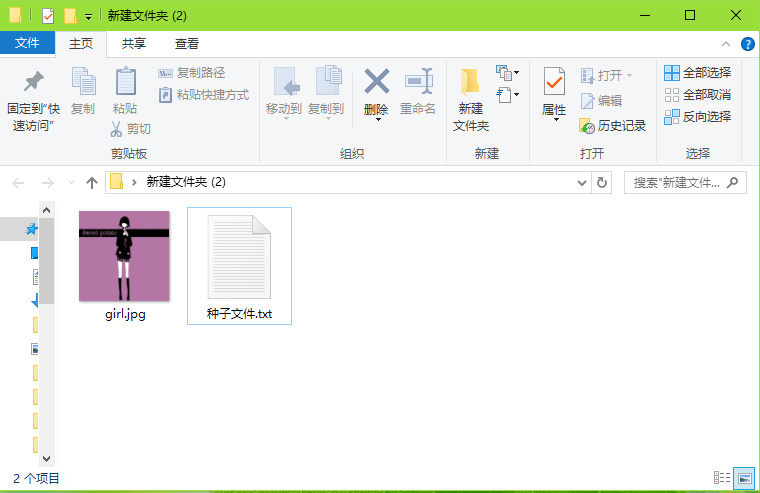 新建文件夹 (2)
文件 主页 共享 查看
固定到"快速访问"
复制
粘贴
复制路径
粘贴快捷方式
剪切
剪贴板
移动到 复制到
删除
重命名
组织
新建
文件夹
新建
属性
打开
编辑
历史记录
打开
全部选择
全部取消
反向选择
选择
新建文件夹 (2)
搜索"新建文件...
Sweet potato
girl.jpg
种子文件.txt
2 个项目